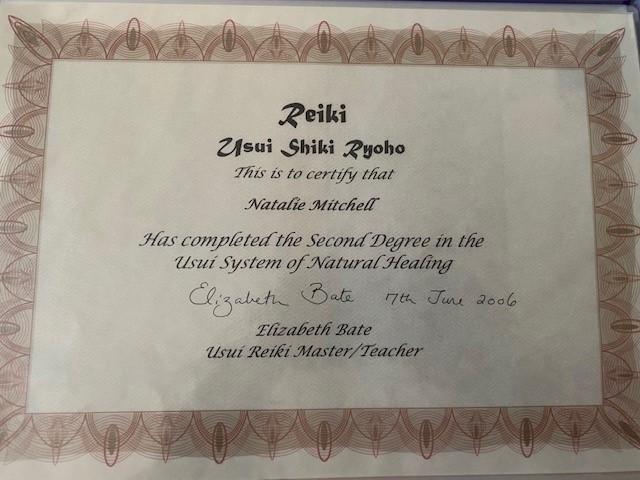 Reiki
Usui Shiki Ryoho
This is to certify that
Natalie Mitchell
Has completed the Second Degree in the
Usui System of Natural Healing
Elizabeth Bate 7th June 2006
Elizabeth Bate
Usui Reiki Master/Teacher